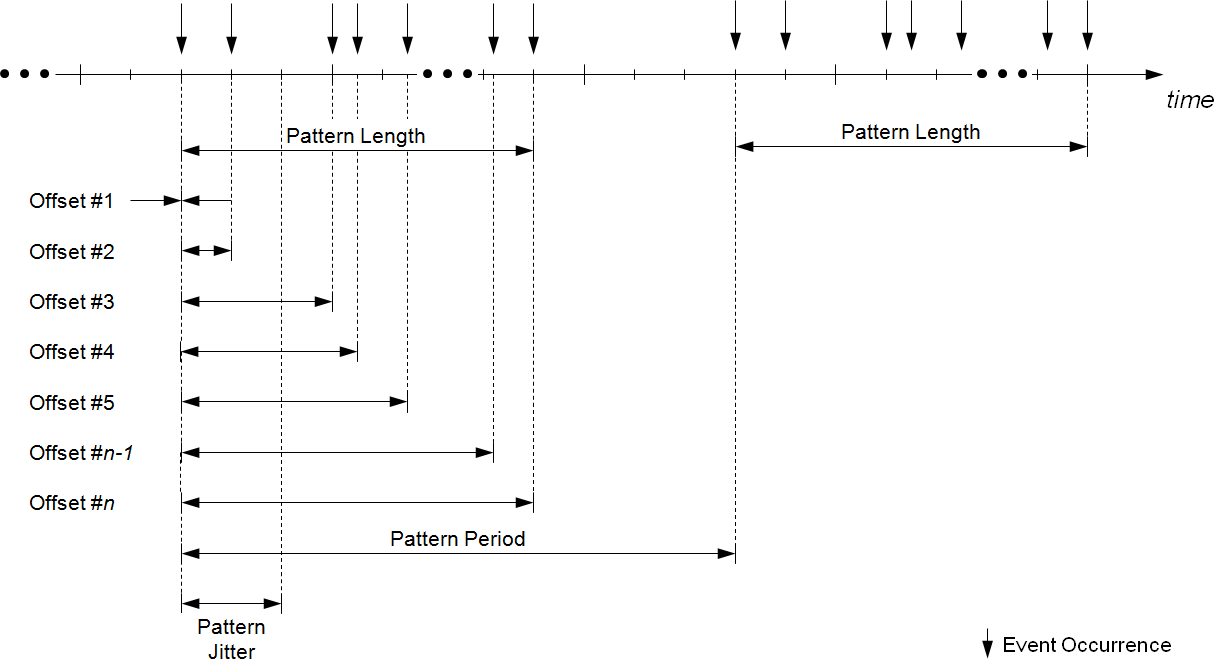 time
Pattern Length
Pattern Length
Offset #1
Offset #2
Offset #3
Offset #4
Offset #5
Offset #n-1
Offset #n
Pattern Period
Pattern
Jitter
Event Occurrence